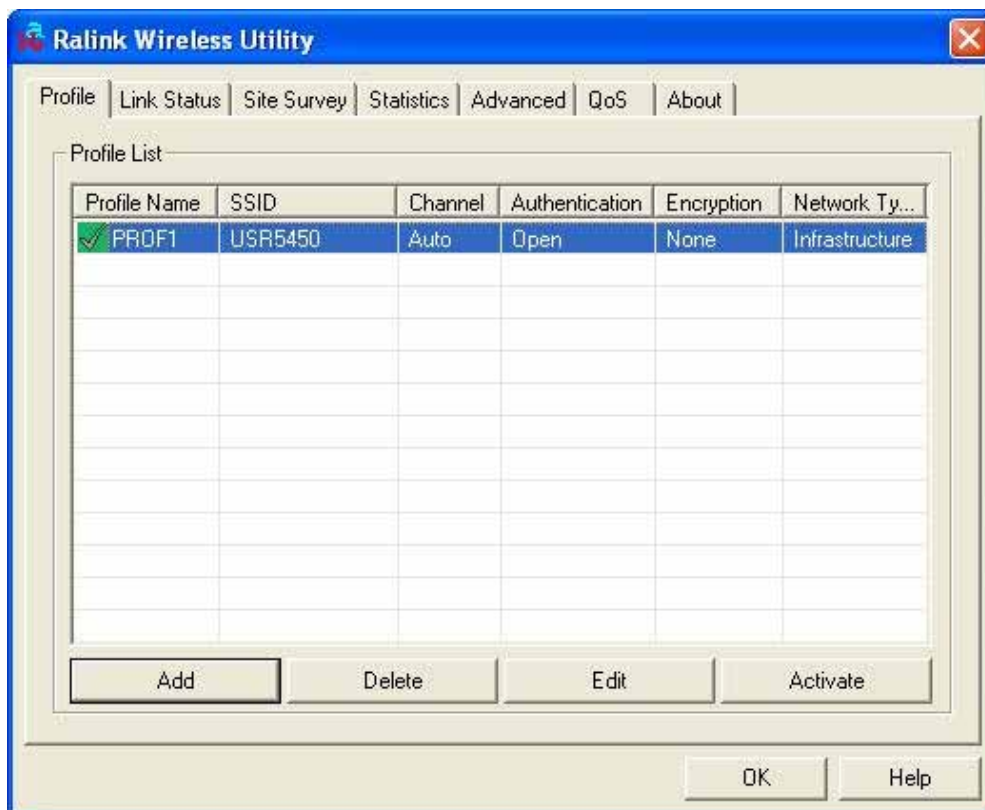 Ralink Wireless Utility
Profile Link Status Site Survey Statistics Advanced QoS About
Profile List
Profile Name SSID Channel Authentication Encryption Network Ty...
PROF1 USR5450 Auto Open None Infrastructure
Add Delete Edit Activate
OK Help